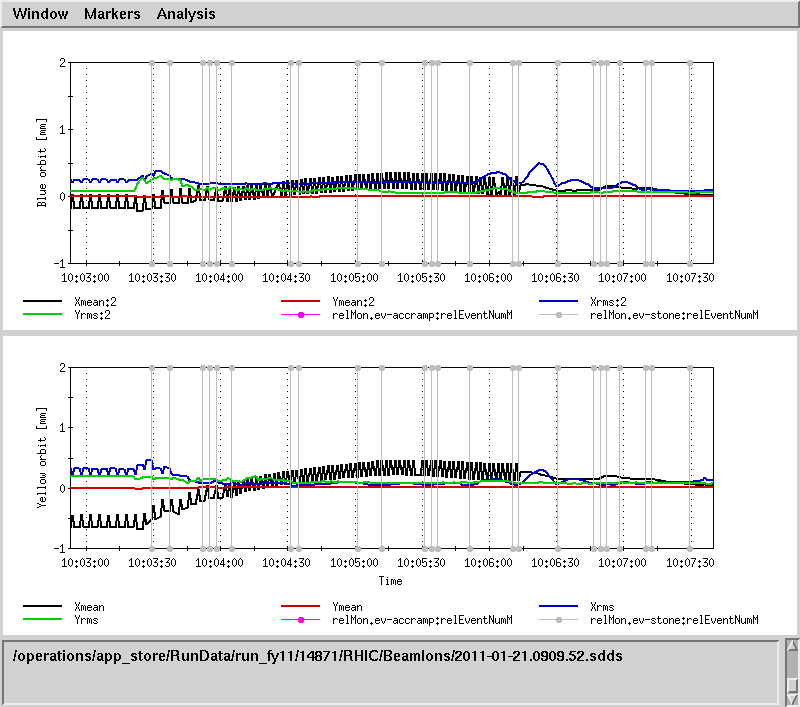 Window Markers Analysis
2
1
0
-1
Blue orbit [mm]
10:03:00 10:03:30 10:04:00 10:04:30 10:05:00 10:05:30 10:06:00 10:06:30 10:07:00 10:07:30
Xmean:2 Ymean:2 Xrms:2
Yrms:2 relMon.ev-accramp:relEventNumM relMon.ev-stone:relEventNumM
2
1
0
-1
Yellow orbit [mm]
10:03:00 10:03:30 10:04:00 10:04:30 10:05:00 10:05:30 10:06:00 10:06:30 10:07:00 10:07:30
Time
Xmean Ymean Xrms
Yrms relMon.ev-accramp:relEventNumM relMon.ev-stone:relEventNumM
/operations/app_store/RunData/run_fy11/14871/RHIC/BeamIons/2011-01-21.0909.52.sdds